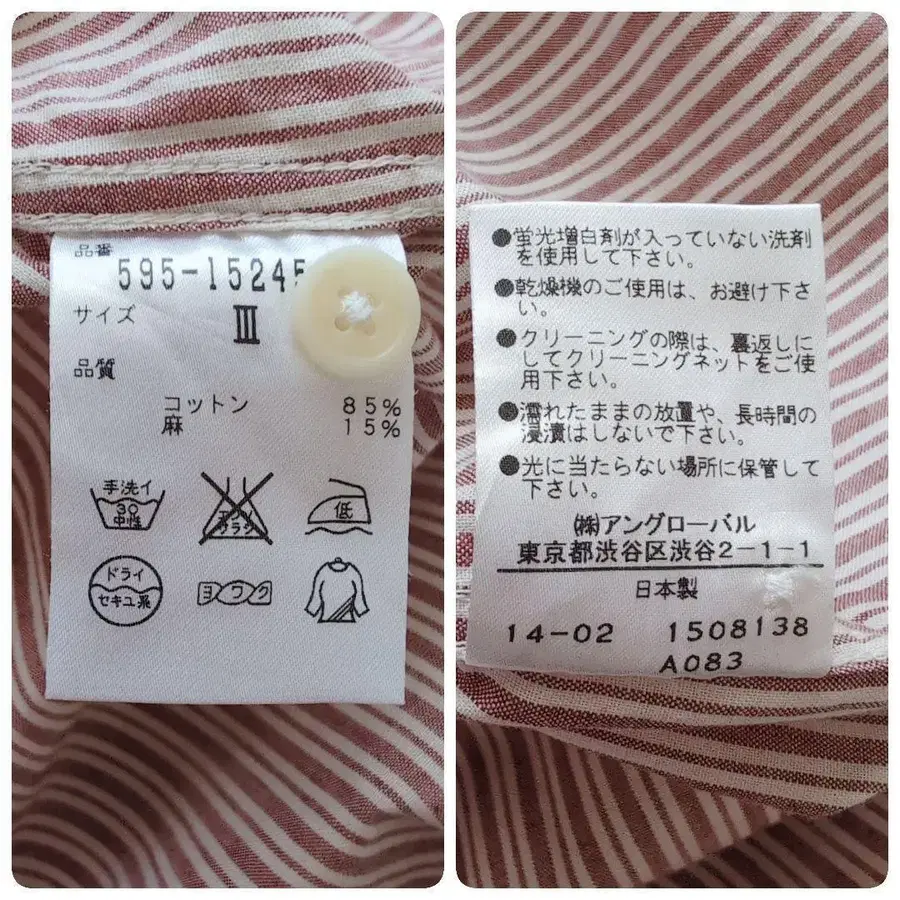 品番
595-15245
サイズ III
品質
コットン 85%
麻 15%
手洗イ
30
中性
低
ドライ
セキユ系
ヨワク
●蛍光増白剤が入っていない洗剤
を使用して下さい。
●乾燥機のご使用は、お避け下さ
い。
●クリーニングの際は、裏返しに
してクリーニングネットをご使
用下さい。
●濡れたままの放置や、長時間の
浸漬はしないで下さい。
●光に当たらない場所に保管して
下さい。
㈱アングローバル
東京都渋谷区渋谷2-1-1
日本製
14-02 1508138
A083